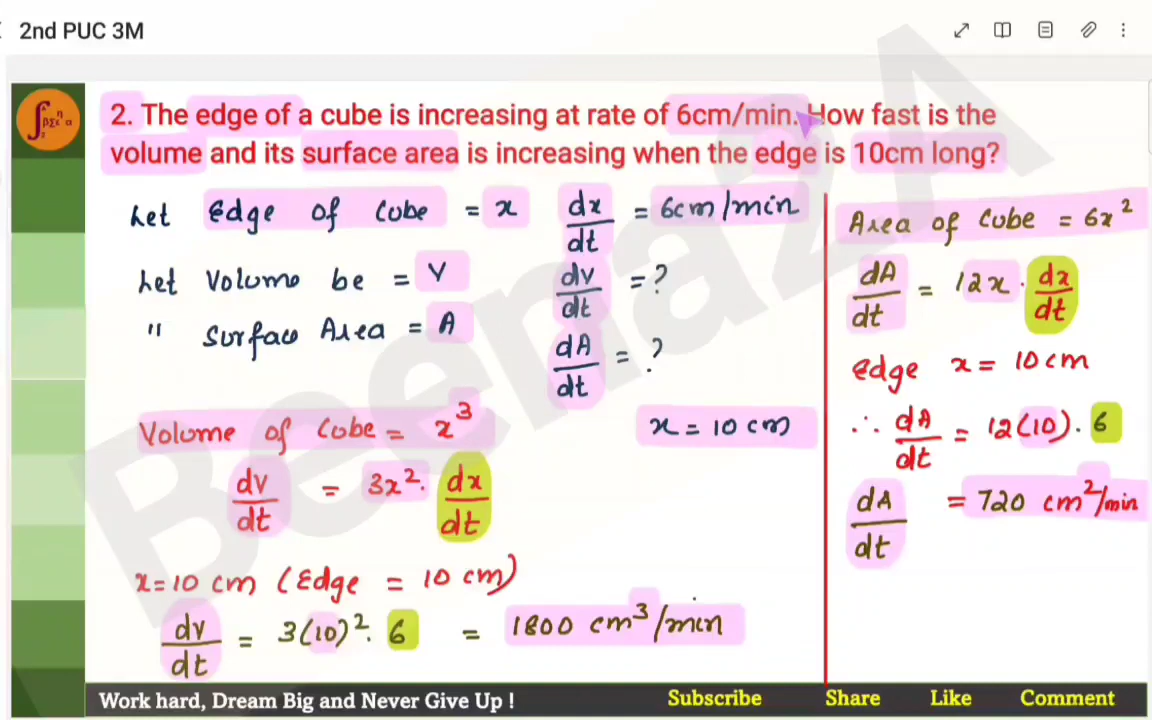 2nd PUC 3M
2. The edge of a cube is increasing at rate of 6cm/min. How fast is the
volume and its surface area is increasing when the edge is 10cm long?
Let Edge of Cube = x dx/dt = 6cm/min
Let Volume be = V dv/dt = ?
" Surface Area = A dA/dt = ?
x = 10 cm
Volume of Cube = x³
dv/dt = 3x². dx/dt
x=10 cm (Edge = 10 cm)
dv/dt = 3(10)². 6 = 1800 cm³/min
Area of Cube = 6x²
dA/dt = 12x . dx/dt
Edge x = 10cm
∴ dA/dt = 12(10). 6
dA/dt = 720 cm²/min
Work hard, Dream Big and Never Give Up ! Subscribe Share Like Comment